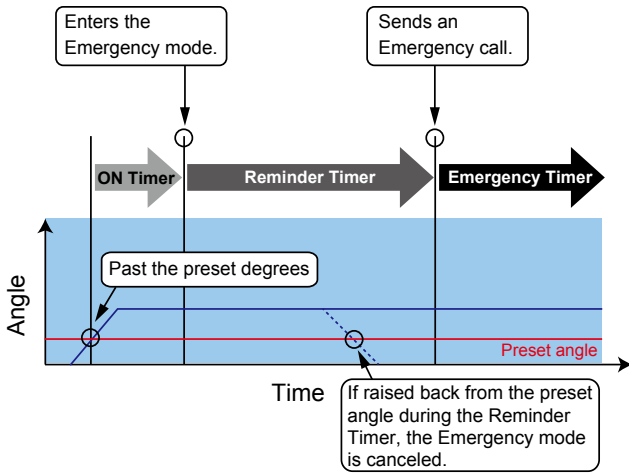 Enters the
Emergency mode.
Sends an
Emergency call.
ON Timer
Reminder Timer
Emergency Timer
Past the preset degrees
Angle
Preset angle
Time
If raised back from the preset
angle during the Reminder
Timer, the Emergency mode
is canceled.